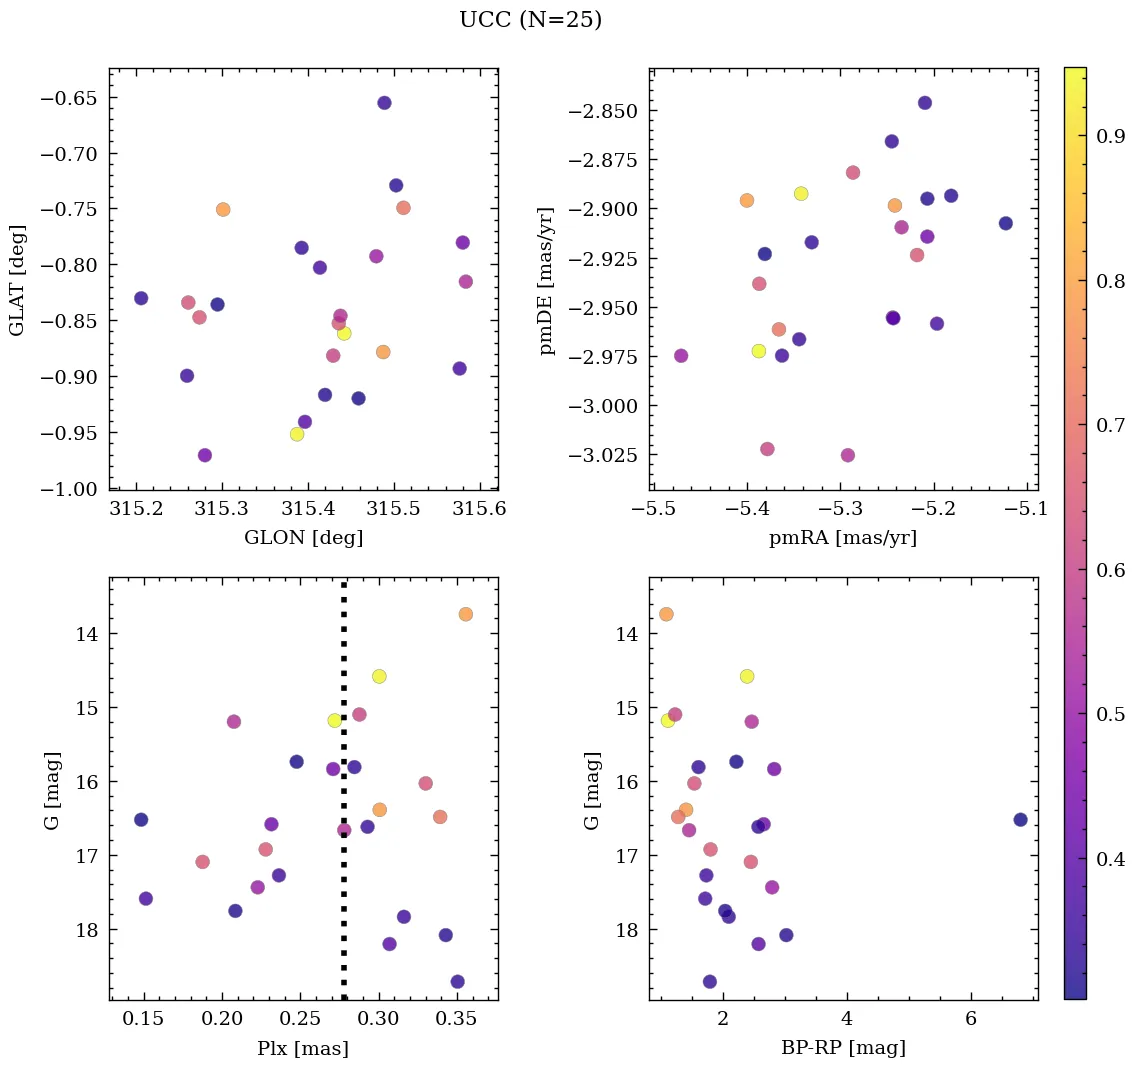 UCC (N=25)
−0.65
−0.70
−0.75
−0.80
−0.85
−0.90
−0.95
−1.00
GLAT [deg]
315.2 315.3 315.4 315.5 315.6
GLON [deg]
−2.850
−2.875
−2.900
−2.925
−2.950
−2.975
−3.000
−3.025
pmDE [mas/yr]
−5.5 −5.4 −5.3 −5.2 −5.1
pmRA [mas/yr]
14
15
16
17
18
G [mag]
0.15 0.20 0.25 0.30 0.35
Plx [mas]
14
15
16
17
18
G [mag]
2 4 6
BP-RP [mag]
0.9
0.8
0.7
0.6
0.5
0.4